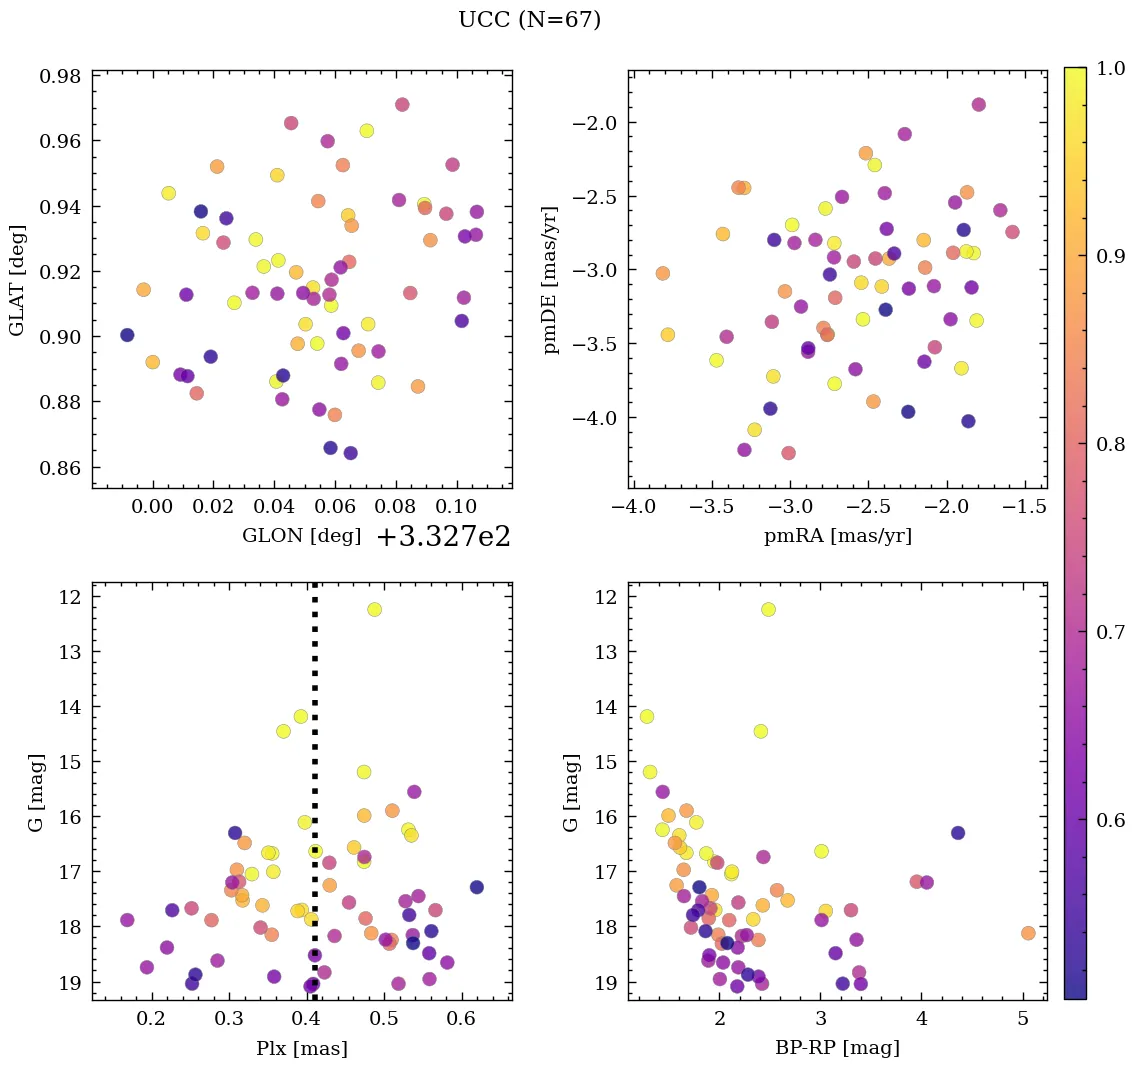 UCC (N=67)
0.98
0.96
0.94
0.92
0.90
0.88
0.86
GLAT [deg]
0.00 0.02 0.04 0.06 0.08 0.10
GLON [deg] +3.327e2
−2.0
−2.5
−3.0
−3.5
−4.0
pmDE [mas/yr]
−4.0 −3.5 −3.0 −2.5 −2.0 −1.5
pmRA [mas/yr]
12
13
14
15
16
17
18
19
G [mag]
0.2 0.3 0.4 0.5 0.6
Plx [mas]
12
13
14
15
16
17
18
19
G [mag]
2 3 4 5
BP-RP [mag]
1.0
0.9
0.8
0.7
0.6